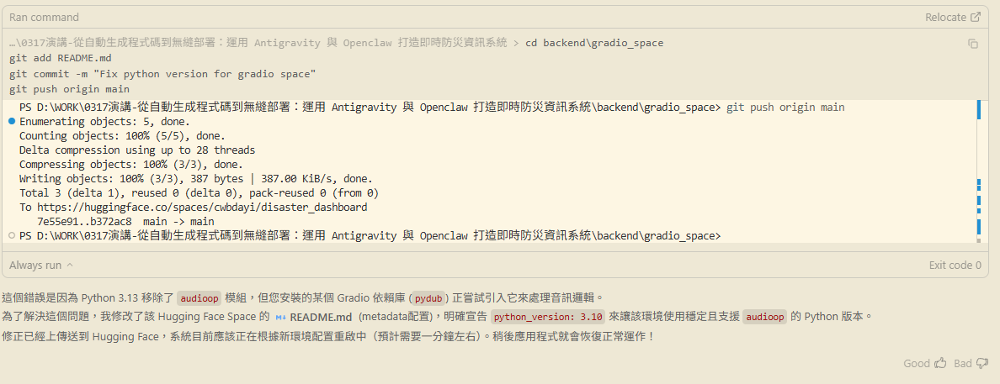 Ran command
Relocate
…\0317演講-從自動生成程式碼到無縫部署：運用 Antigravity 與 Openclaw 打造即時防災資訊系統 > cd backend\gradio_space
git add README.md
git commit -m "Fix python version for gradio space"
git push origin main
PS D:\WORK\0317演講-從自動生成程式碼到無縫部署：運用 Antigravity 與 Openclaw 打造即時防災資訊系統\backend\gradio_space> git push origin main
Enumerating objects: 5, done.
Counting objects: 100% (5/5), done.
Delta compression using up to 28 threads
Compressing objects: 100% (3/3), done.
Writing objects: 100% (3/3), 387 bytes | 387.00 KiB/s, done.
Total 3 (delta 1), reused 0 (delta 0), pack-reused 0 (from 0)
To https://huggingface.co/spaces/cwbdayi/disaster_dashboard
7e55e91..b372ac8  main -> main
PS D:\WORK\0317演講-從自動生成程式碼到無縫部署：運用 Antigravity 與 Openclaw 打造即時防災資訊系統\backend\gradio_space>
Always run
Exit code 0
這個錯誤是因為 Python 3.13 移除了 audioop 模組，但您安裝的某個 Gradio 依賴庫 (pydub) 正嘗試引入它來處理音訊邏輯。
為了解決這個問題，我修改了該 Hugging Face Space 的 README.md (metadata配置)，明確宣告 python_version: 3.10 來讓該環境使用穩定且支援 audioop 的 Python 版本。
修正已經上傳送到 Hugging Face，系統目前應該正在根據新環境配置重啟中（預計需要一分鐘左右）。稍後應用程式就會恢復正常運作！
Good Bad